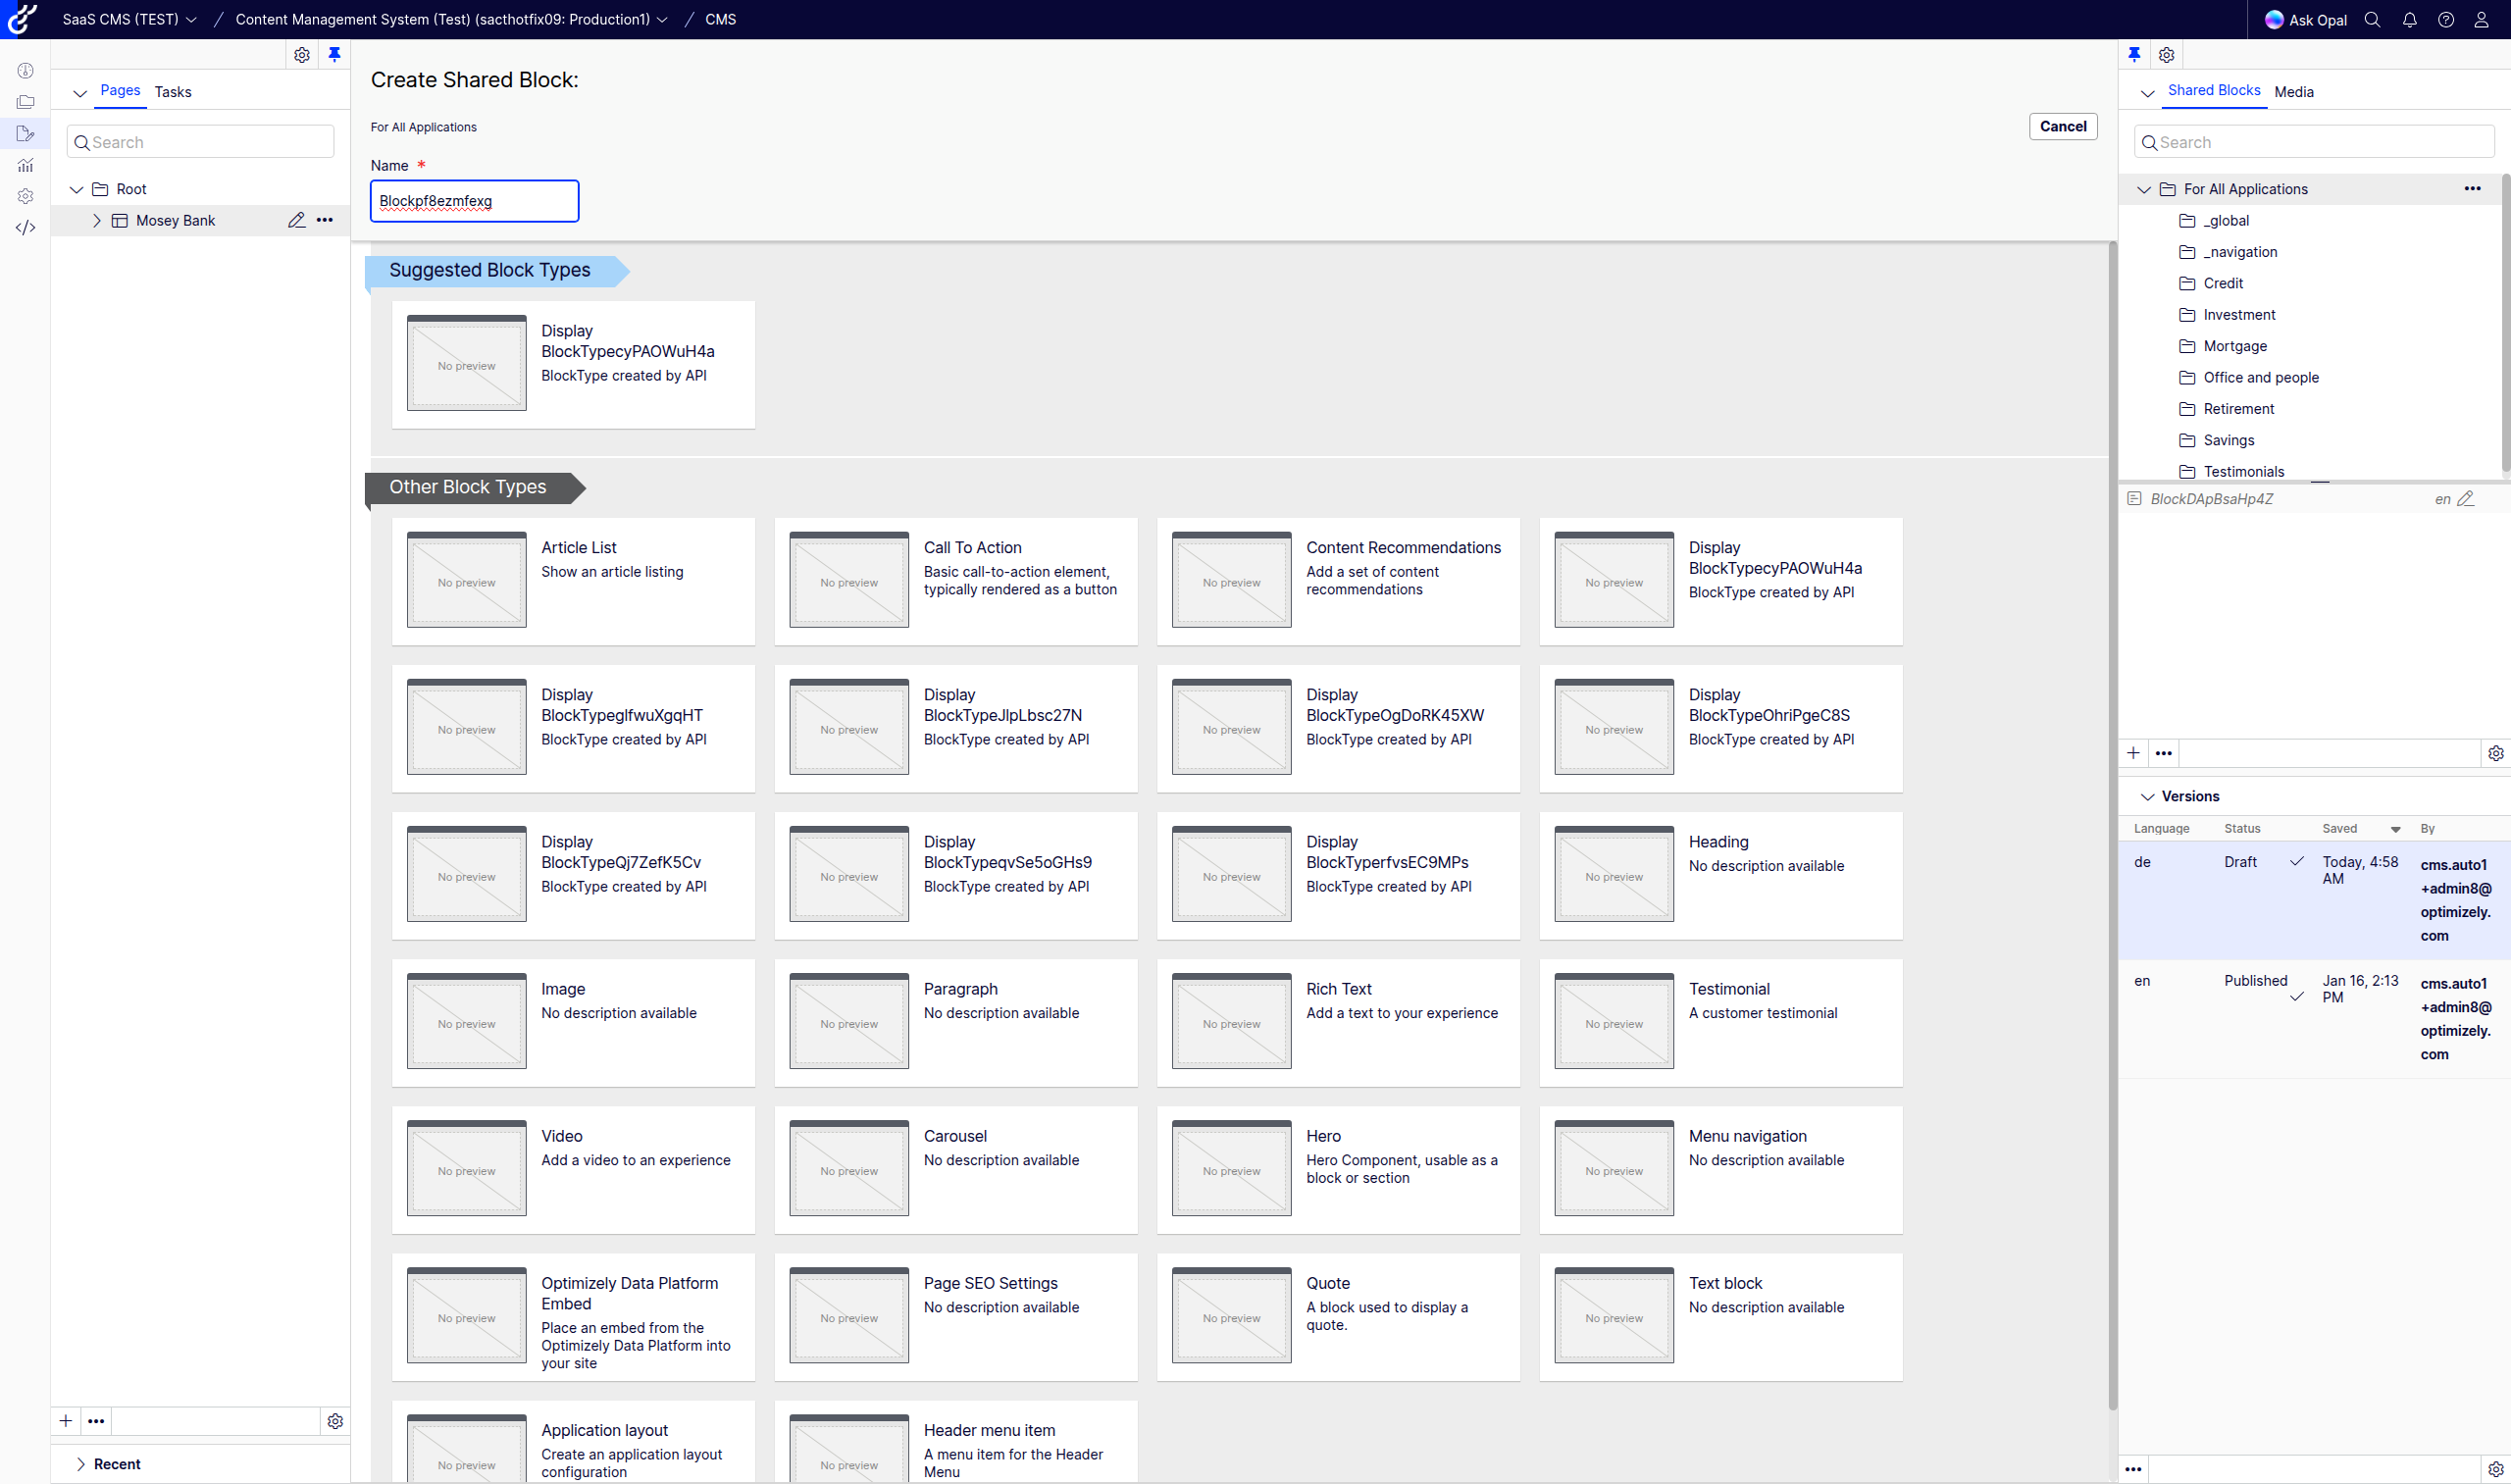 SaaS CMS (TEST) / Content Management System (Test) (sacthotfix09: Production1) / CMS
Ask Opal
Pages Tasks
Search
Root
Mosey Bank
Recent
Create Shared Block:
For All Applications
Cancel
Name *
Blockpf8ezmfexg
Suggested Block Types
No preview
Display
BlockTypecyPAOWuH4a
BlockType created by API
Other Block Types
No preview
Article List
Show an article listing
No preview
Call To Action
Basic call-to-action element,
typically rendered as a button
No preview
Content Recommendations
Add a set of content
recommendations
No preview
Display
BlockTypecyPAOWuH4a
BlockType created by API
No preview
Display
BlockTypeglfwuXgqHT
BlockType created by API
No preview
Display
BlockTypeJlpLbsc27N
BlockType created by API
No preview
Display
BlockTypeOgDoRK45XW
BlockType created by API
No preview
Display
BlockTypeOhriPgeC8S
BlockType created by API
No preview
Display
BlockTypeQj7ZefK5Cv
BlockType created by API
No preview
Display
BlockTypeqvSe5oGHs9
BlockType created by API
No preview
Display
BlockTyperfvsEC9MPs
BlockType created by API
No preview
Heading
No description available
No preview
Image
No description available
No preview
Paragraph
No description available
No preview
Rich Text
Add a text to your experience
No preview
Testimonial
A customer testimonial
No preview
Video
Add a video to an experience
No preview
Carousel
No description available
No preview
Hero
Hero Component, usable as a
block or section
No preview
Menu navigation
No description available
No preview
Optimizely Data Platform
Embed
Place an embed from the
Optimizely Data Platform into
your site
No preview
Page SEO Settings
No description available
No preview
Quote
A block used to display a
quote.
No preview
Text block
No description available
No preview
Application layout
Create an application layout
configuration
No preview
Header menu item
A menu item for the Header
Menu
Shared Blocks Media
Search
For All Applications
_global
_navigation
Credit
Investment
Mortgage
Office and people
Retirement
Savings
Testimonials
BlockDApBsaHp4Z en
Versions
Language Status Saved By
de Draft Today, 4:58
AM
cms.auto1
+admin8@
optimizely.
com
en Published Jan 16, 2:13
PM
cms.auto1
+admin8@
optimizely.
com